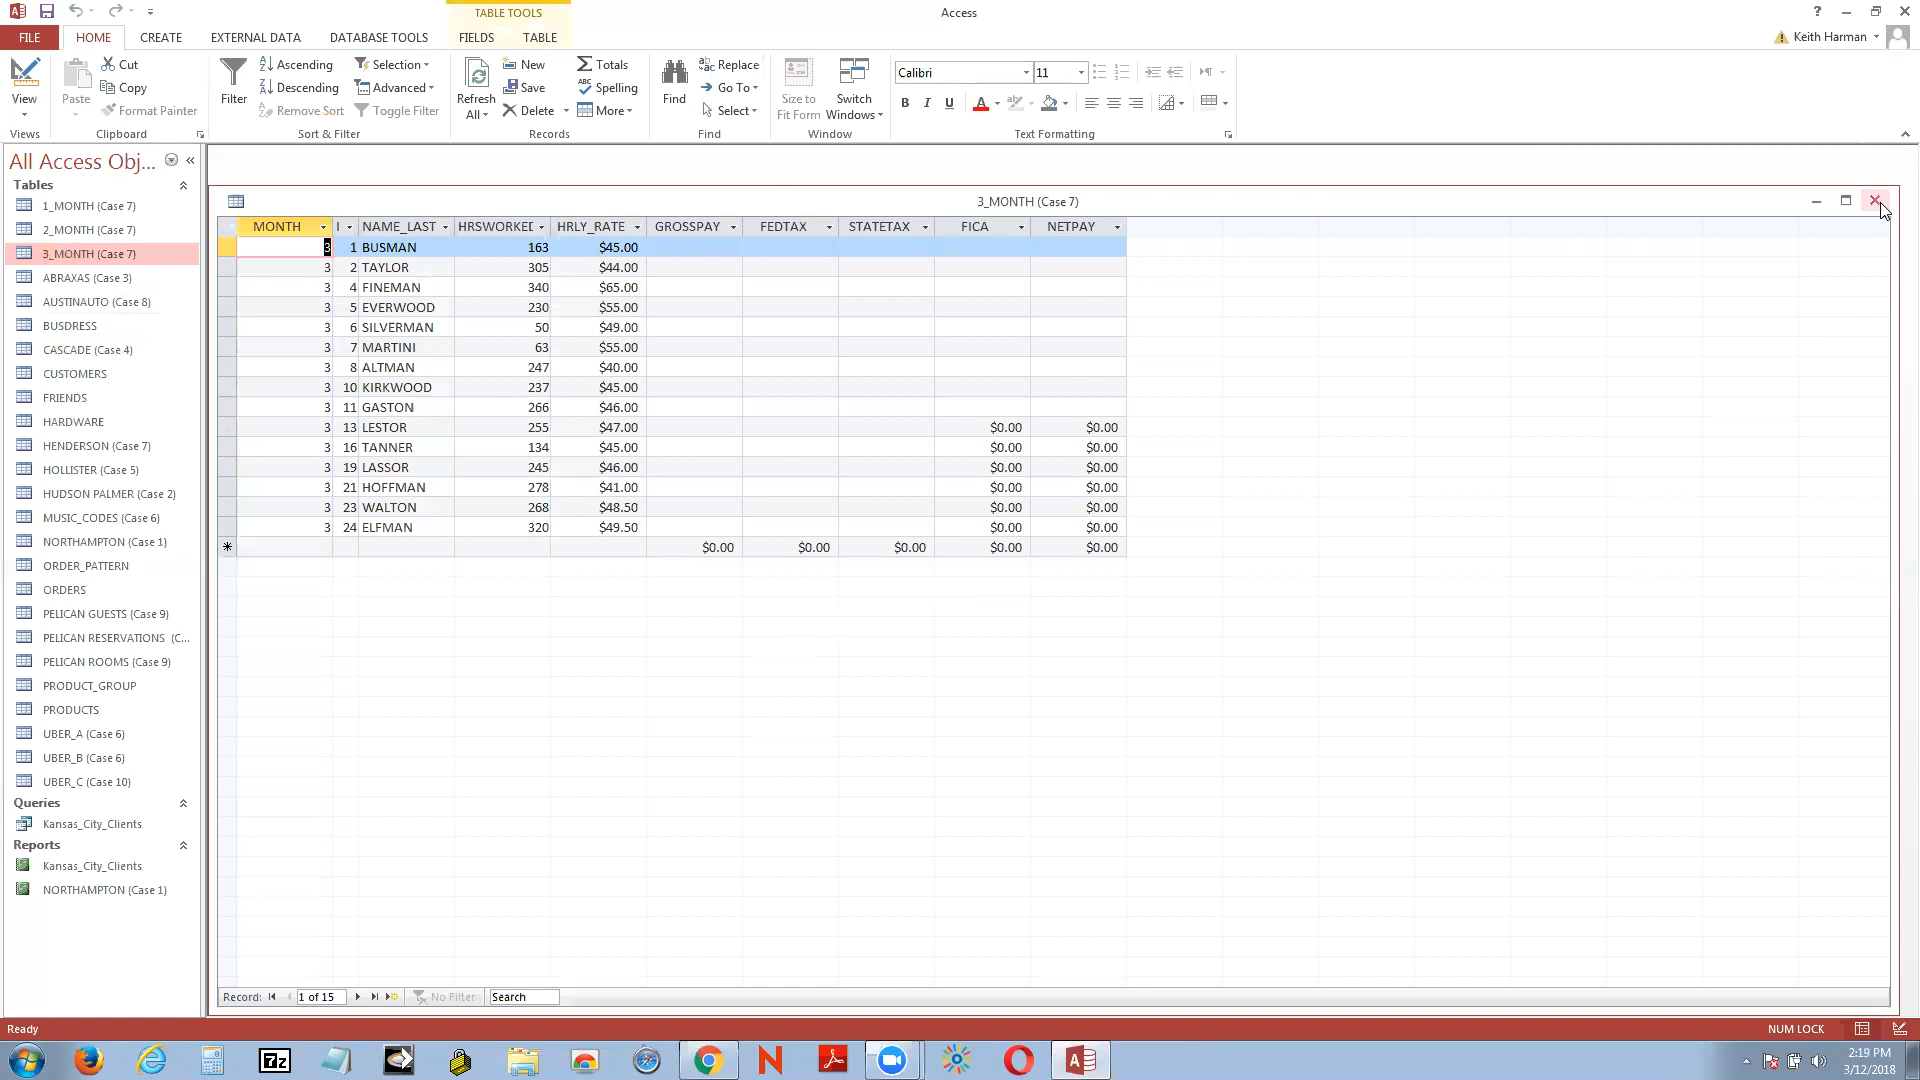 TABLE TOOLS
Access
?
FILE
HOME
CREATE
EXTERNAL DATA
DATABASE TOOLS
FIELDS
TABLE
Keith Harman
View
Paste
Cut
Copy
Format Painter
Filter
Ascending
Descending
Remove Sort
Selection
Advanced
Toggle Filter
Refresh
All
New
Save
Delete
Totals
Spelling
More
Find
Replace
Go To
Select
Size to
Fit Form
Switch
Windows
Calibri
11
B I U
Views
Clipboard
Sort & Filter
Records
Find
Window
Text Formatting
All Access Obj...
Tables
1_MONTH (Case 7)
2_MONTH (Case 7)
3_MONTH (Case 7)
ABRAXAS (Case 3)
AUSTINAUTO (Case 8)
BUSDRESS
CASCADE (Case 4)
CUSTOMERS
FRIENDS
HARDWARE
HENDERSON (Case 7)
HOLLISTER (Case 5)
HUDSON PALMER (Case 2)
MUSIC_CODES (Case 6)
NORTHAMPTON (Case 1)
ORDER_PATTERN
ORDERS
PELICAN GUESTS (Case 9)
PELICAN RESERVATIONS (C...
PELICAN ROOMS (Case 9)
PRODUCT_GROUP
PRODUCTS
UBER_A (Case 6)
UBER_B (Case 6)
UBER_C (Case 10)
Queries
Kansas_City_Clients
Reports
Kansas_City_Clients
NORTHAMPTON (Case 1)
3_MONTH (Case 7)
MONTH I NAME_LAST HRSWORKED HRLY_RATE GROSSPAY FEDTAX STATETAX FICA NETPAY
3 1 BUSMAN 163 $45.00
3 2 TAYLOR 305 $44.00
3 4 FINEMAN 340 $65.00
3 5 EVERWOOD 230 $55.00
3 6 SILVERMAN 50 $49.00
3 7 MARTINI 63 $55.00
3 8 ALTMAN 247 $40.00
3 10 KIRKWOOD 237 $45.00
3 11 GASTON 266 $46.00
3 13 LESTOR 255 $47.00 $0.00 $0.00
3 16 TANNER 134 $45.00 $0.00 $0.00
3 19 LASSOR 245 $46.00 $0.00 $0.00
3 21 HOFFMAN 278 $41.00 $0.00 $0.00
3 23 WALTON 268 $48.50 $0.00 $0.00
3 24 ELFMAN 320 $49.50 $0.00 $0.00
* $0.00 $0.00 $0.00 $0.00 $0.00
Record: 1 of 15 No Filter Search
Ready
NUM LOCK
7z
2:19 PM
3/12/2018